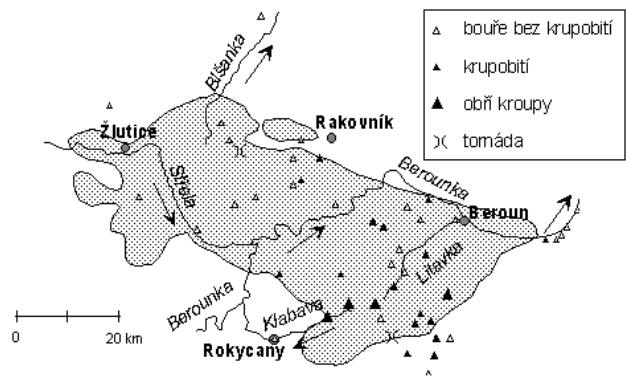 bouře bez krupobití
krupobití
obří kroupy
tornáda
Blšanka
Rakovník
Žlutice
Střela
Berounka
Beroun
Litavka
Berounka
Klabava
Rokycany
0 20 km